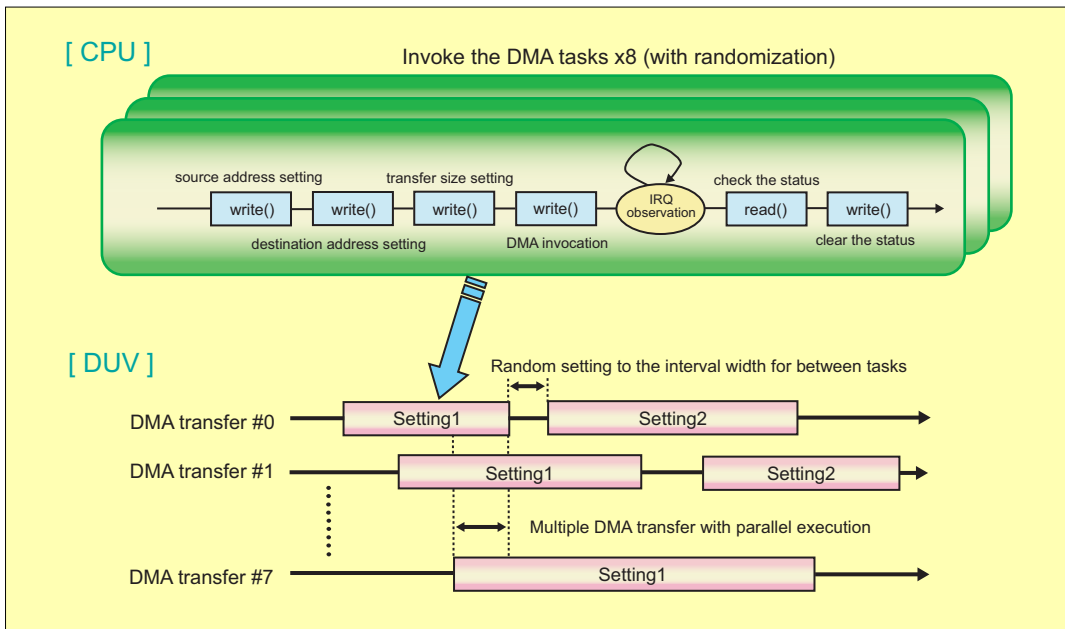 [ CPU ]
Invoke the DMA tasks x8 (with randomization)
source address setting
transfer size setting
check the status
write()
write()
write()
write()
IRQ
observation
read()
write()
destination address setting
DMA invocation
clear the status
[ DUV ]
Random setting to the interval width for between tasks
DMA transfer #0
Setting1
Setting2
DMA transfer #1
Setting1
Setting2
Multiple DMA transfer with parallel execution
DMA transfer #7
Setting1